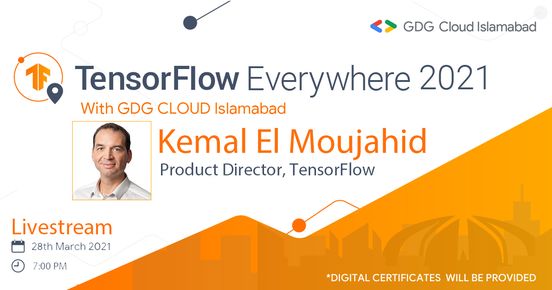 GDG Cloud Islamabad
TensorFlow Everywhere 2021
With GDG CLOUD Islamabad
Kemal El Moujahid
Product Director, TensorFlow
Livestream
28th March 2021
7:00 PM
*DIGITAL CERTIFICATES WILL BE PROVIDED